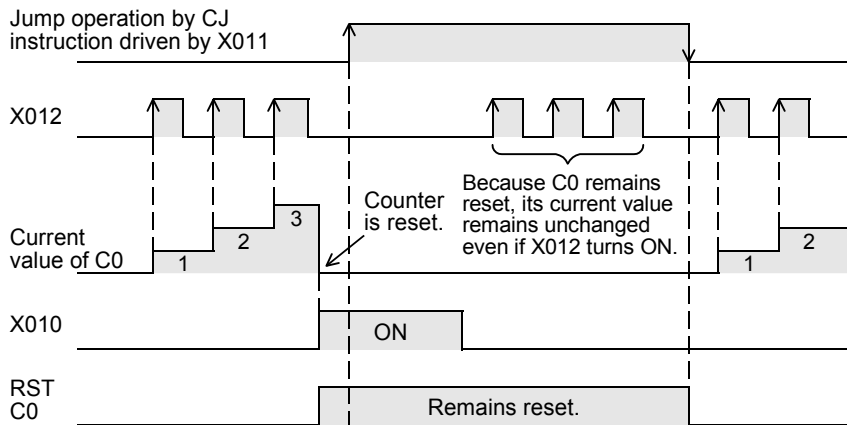 Jump operation by CJ
instruction driven by X011
X012
Current
value of C0
1
2
3
Counter
is reset.
Because C0 remains
reset, its current value
remains unchanged
even if X012 turns ON.
1
2
X010
ON
RST
C0
Remains reset.